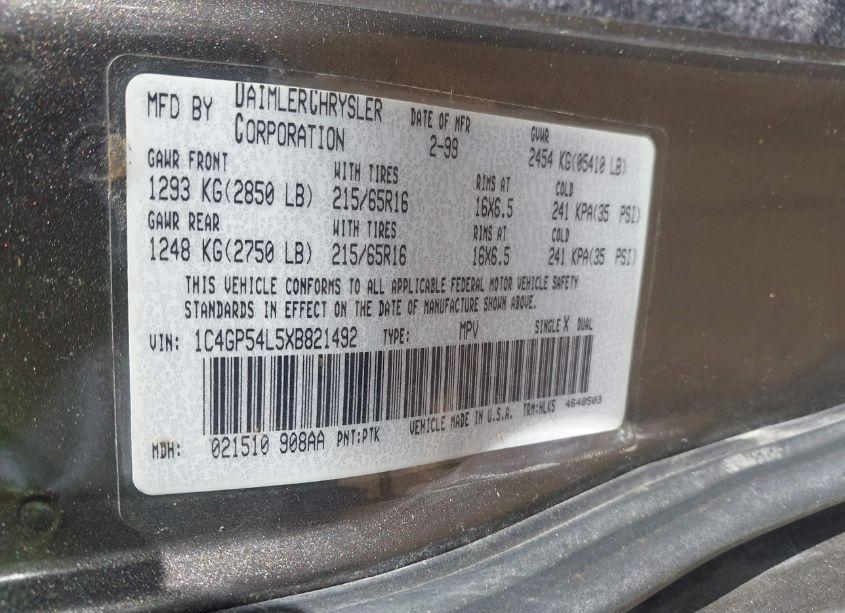 MFD BY DAIMLERCHRYSLER CORPORATION DATE OF MFR 2-99 GVWR 2454 KG(05410 LB)
GAWR FRONT WITH TIRES RIMS AT COLD
1293 KG(2850 LB) 215/65R16 16X6.5 241 KPA(35 PSI)
GAWR REAR WITH TIRES RIMS AT COLD
1248 KG(2750 LB) 215/65R16 16X6.5 241 KPA(35 PSI)
THIS VEHICLE CONFORMS TO ALL APPLICABLE FEDERAL MOTOR VEHICLE SAFETY
STANDARDS IN EFFECT ON THE DATE OF MANUFACTURE SHOWN ABOVE.
VIN: 1C4GP54L5XB821492 TYPE: MPV SINGLE X DUAL
MDH: 021510 908AA PNT:PTK VEHICLE MADE IN U.S.A. TRM:WLK5 4648503